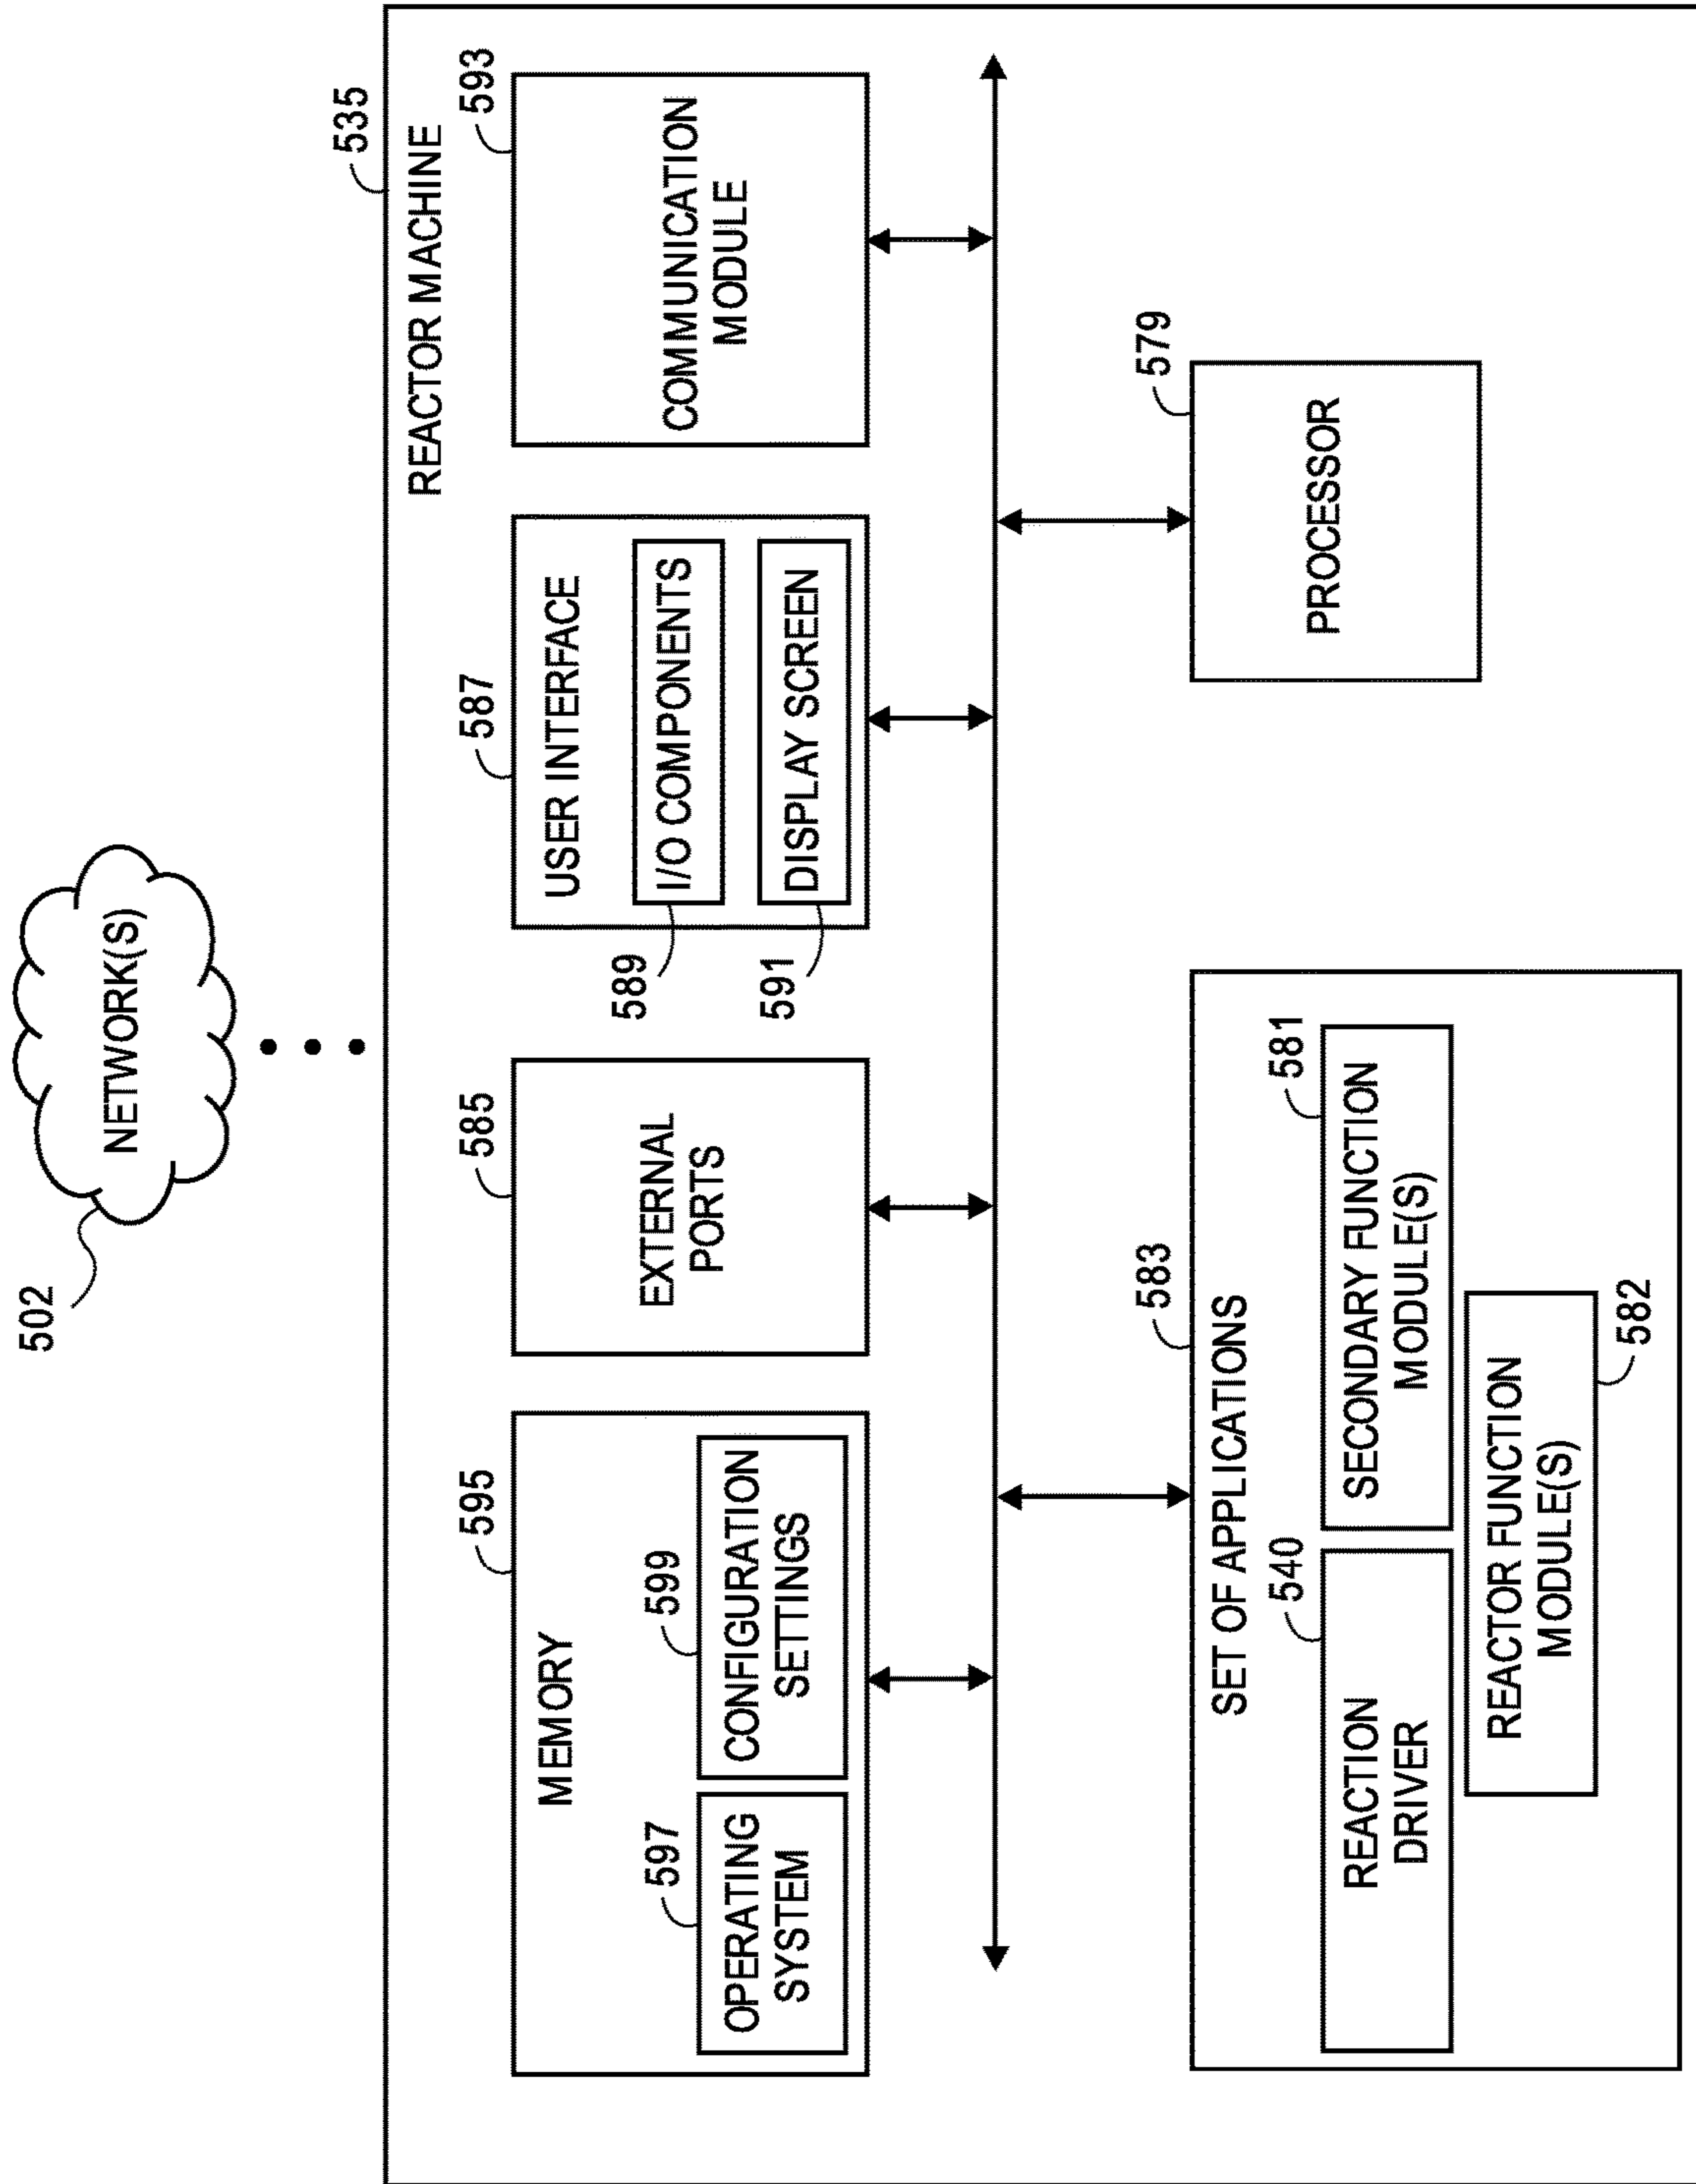 502
NETWORK(S)
535
REACTOR MACHINE
595
MEMORY
597
OPERATING
SYSTEM
599
CONFIGURATION
SETTINGS
585
EXTERNAL
PORTS
587
USER INTERFACE
589
I/O COMPONENTS
591
DISPLAY SCREEN
593
COMMUNICATION
MODULE
583
SET OF APPLICATIONS
540
REACTION
DRIVER
581
SECONDARY FUNCTION
MODULE(S)
REACTOR FUNCTION
MODULE(S)
582
579
PROCESSOR